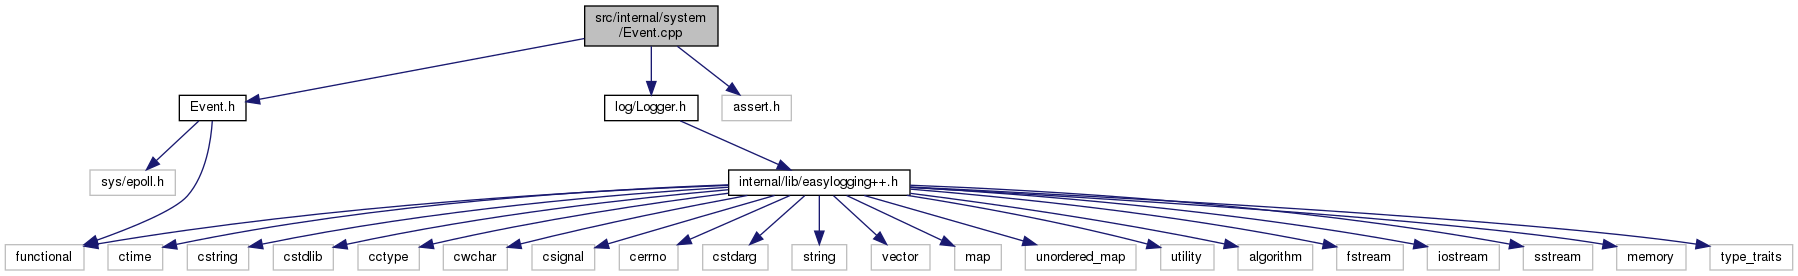 src/internal/system
/Event.cpp
Event.h
log/Logger.h
assert.h
sys/epoll.h
internal/lib/easylogging++.h
functional
ctime
cstring
cstdlib
cctype
cwchar
csignal
cerrno
cstdarg
string
vector
map
unordered_map
utility
algorithm
fstream
iostream
sstream
memory
type_traits